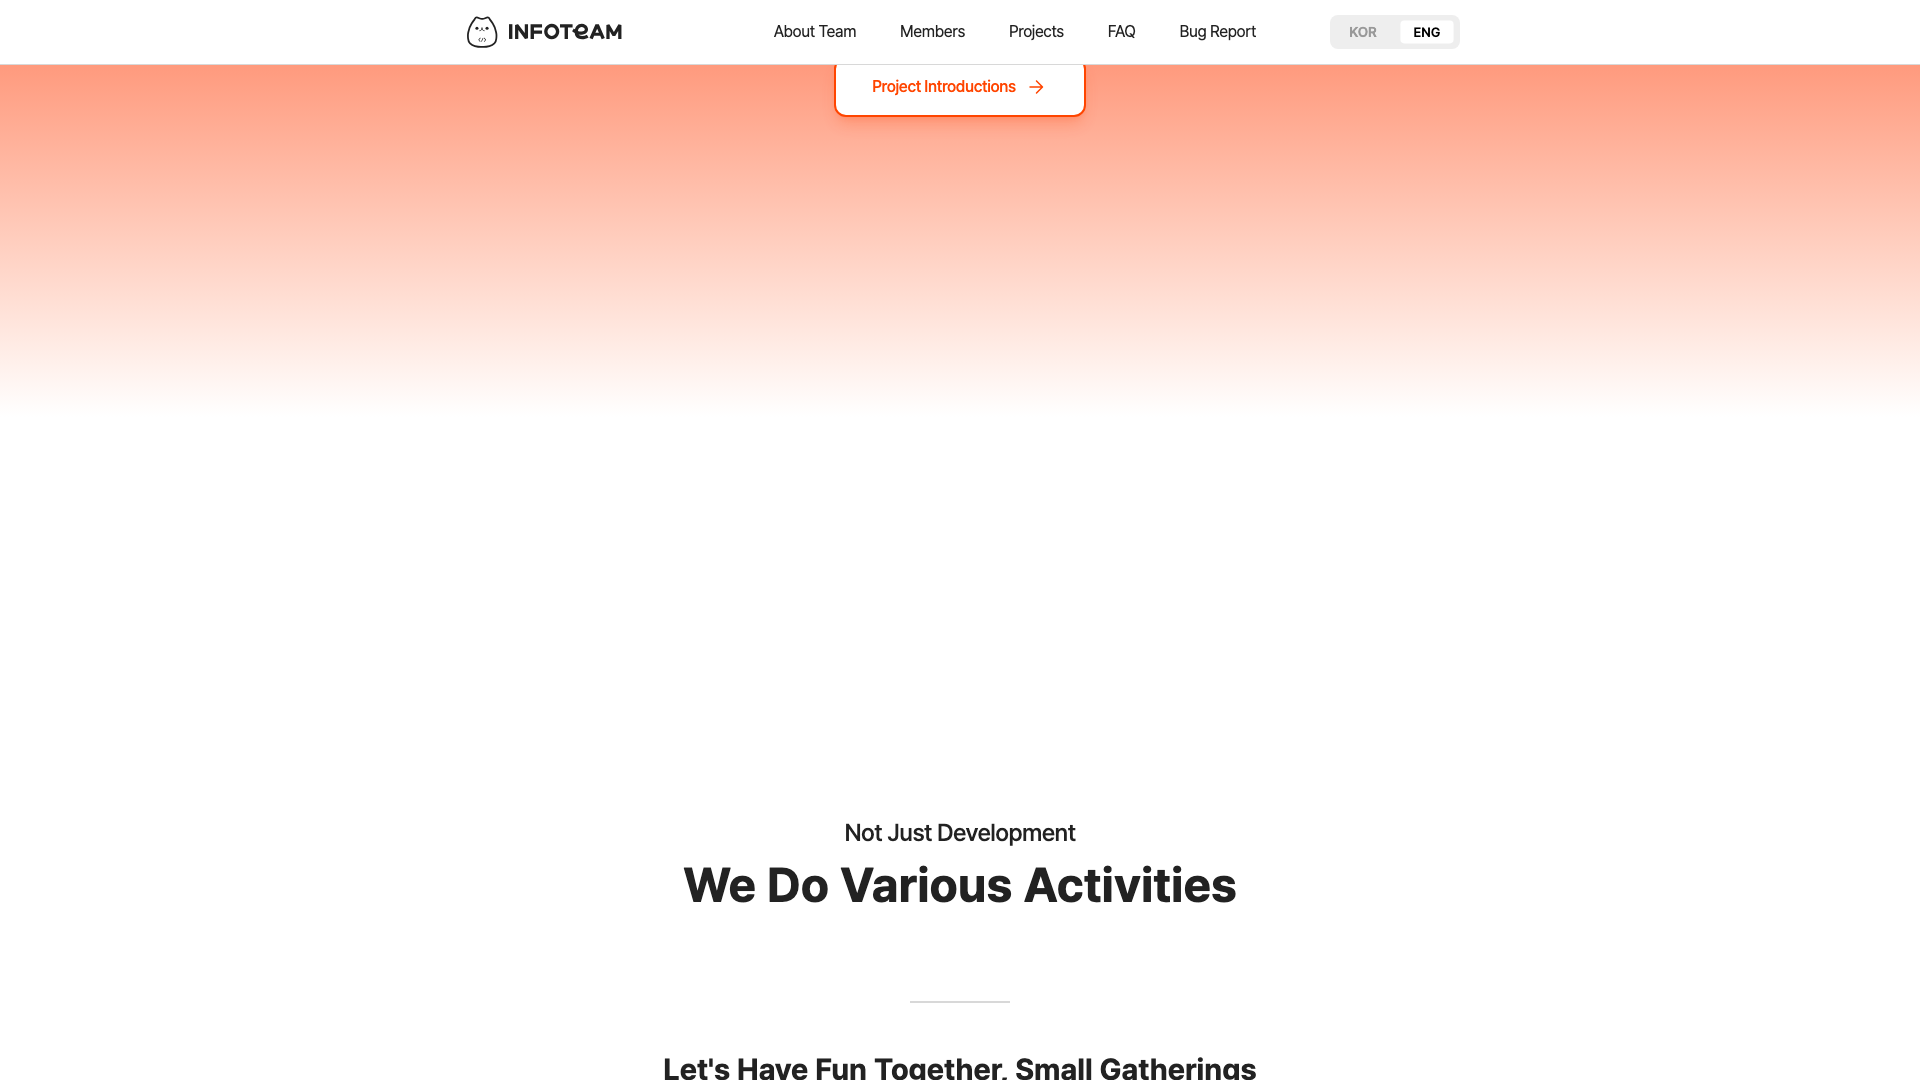 INFOTEAM
About Team
Members
Projects
FAQ
Bug Report
KOR
ENG
Project Introductions
Not Just Development
We Do Various Activities
Let's Have Fun Together, Small Gatherings